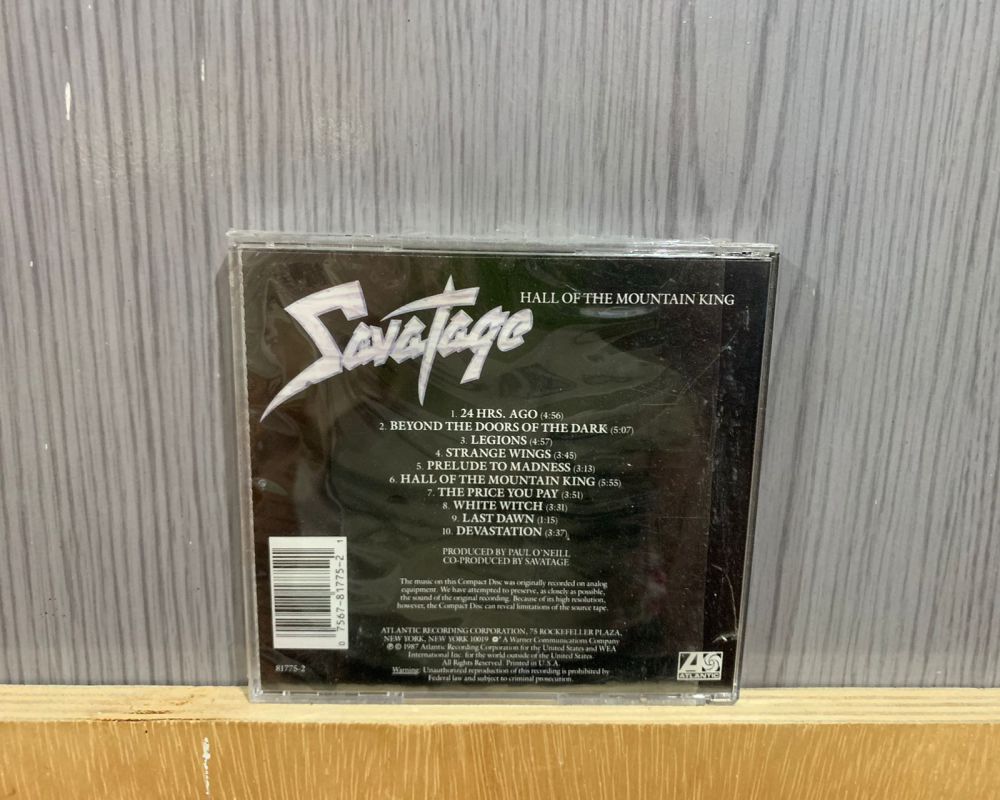 Savatage
HALL OF THE MOUNTAIN KING
1. 24 HRS. AGO (4:56)
2. BEYOND THE DOORS OF THE DARK (5:07)
3. LEGIONS (4:57)
4. STRANGE WINGS (3:45)
5. PRELUDE TO MADNESS (3:13)
6. HALL OF THE MOUNTAIN KING (5:55)
7. THE PRICE YOU PAY (3:51)
8. WHITE WITCH (3:31)
9. LAST DAWN (1:15)
10. DEVASTATION (3:37)
PRODUCED BY PAUL O'NEILL
CO-PRODUCED BY SAVATAGE
The music on this Compact Disc was originally recorded on analog
equipment. We have attempted to preserve, as closely as possible,
the sound of the original recording. Because of its high resolution,
however, the Compact Disc can reveal limitations of the source tape.
ATLANTIC RECORDING CORPORATION, 75 ROCKEFELLER PLAZA,
NEW YORK, NEW YORK 10019 A Warner Communications Company
℗ © 1987 Atlantic Recording Corporation for the United States and WEA
International Inc. for the world outside of the United States.
All Rights Reserved. Printed in U.S.A.
Warning: Unauthorized reproduction of this recording is prohibited by
Federal law and subject to criminal prosecution.
0 7567-81775-2 1
81775-2
ATLANTIC